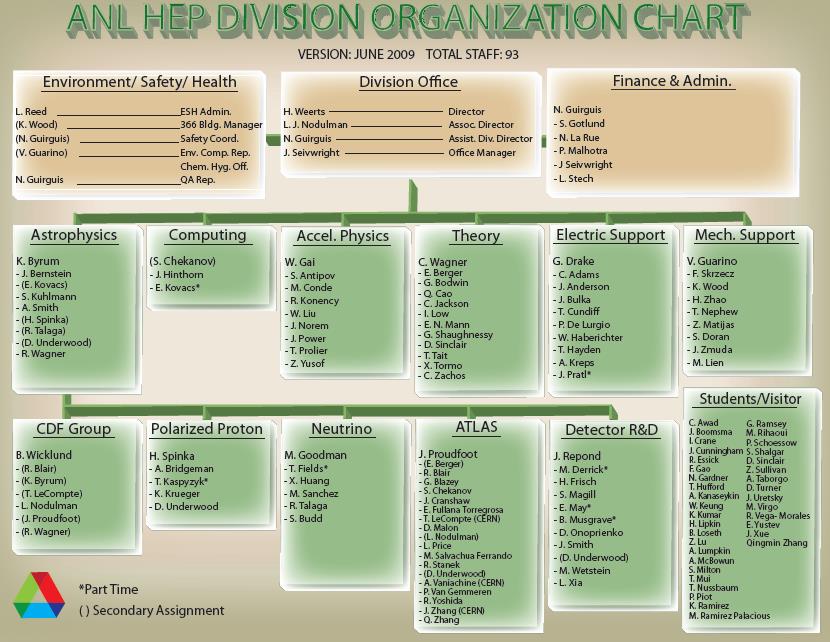 ANL HEP DIVISION ORGANIZATION CHART
VERSION: JUNE 2009 TOTAL STAFF: 93
Environment/ Safety/ Health
L. Reed ESH Admin.
(K. Wood) 366 Bldg. Manager
(N. Guirguis) Safety Coord.
(V. Guarino) Env. Comp. Rep.
Chem. Hyg. Off.
N. Guirguis QA Rep.
Division Office
H. Weerts Director
L. J. Nodulman Assoc. Director
N. Guirguis Assist. Div. Director
J. Seivwright Office Manager
Finance & Admin.
N. Guirguis
- S. Gotlund
- N. La Rue
- P. Malhotra
- J Seivwright
- L. Stech
Astrophysics
K. Byrum
- J. Bernstein
- (E. Kovacs)
- S. Kuhlmann
- A. Smith
- (H. Spinka)
- (R. Talaga)
- (D. Underwood)
- R. Wagner
Computing
(S. Chekanov)
- J. Hinthorn
- E. Kovacs*
Accel. Physics
W. Gai
- S. Antipov
- M. Conde
- R. Konency
- W. Liu
- J. Norem
- J. Power
- T. Prolier
- Z. Yusof
Theory
C. Wagner
- E. Berger
- G. Bodwin
- Q. Cao
- C. Jackson
- I. Low
- E. N. Mann
- G. Shaughnessy
- D. Sinclair
- T. Tait
- X. Tormo
- C. Zachos
Electric Support
G. Drake
- C. Adams
- J. Anderson
- J. Bulka
- T. Cundiff
- P. De Lurgio
- W. Haberichter
- T. Hayden
- A. Kreps
- J. Pratl*
Mech. Support
V. Guarino
- F. Skrzecz
- K. Wood
- H. Zhao
- T. Nephew
- Z. Matijas
- S. Doran
- J. Zmuda
- M. Lien
CDF Group
B. Wicklund
- (R. Blair)
- (K. Byrum)
- (T. LeCompte)
- L. Nodulman
- (J. Proudfoot)
- (R. Wagner)
Polarized Proton
H. Spinka
- A. Bridgeman
- T. Kaspyzyk*
- K. Krueger
- D. Underwood
Neutrino
M. Goodman
- T. Fields*
- X. Huang
- M. Sanchez
- R. Talaga
- S. Budd
ATLAS
J. Proudfoot
- (E. Berger)
- R. Blair
- G. Blazey
- S. Chekanov
- J. Cranshaw
- E. Fullana Torregrosa
- T. LeCompte (CERN)
- D. Malon
- (L. Nodulman)
- L. Price
- M. Salvachua Ferrando
- R. Stanek
- (D. Underwood)
- A. Vaniachine (CERN)
- P. Van Gemmeren
- R. Yoshida
- J. Zhang (CERN)
- Q. Zhang
Detector R&D
J. Repond
- M. Derrick*
- H. Frisch
- S. Magill
- E. May*
- B. Musgrave*
- D. Onoprienko
- J. Smith
- (D. Underwood)
- M. Wetstein
- L. Xia
Students/Visitor
C. Awad
J. Boomsma
I. Crane
J. Cunningham
R. Essick
F. Gao
N. Gardner
T. Hufford
A. Kanaseykin
W. Keung
K. Kumar
H. Lipkin
B. Loseth
Z. Lu
A. Lumpkin
A. McBowun
S. Milton
T. Mui
T. Nussbaum
P. Piot
K. Ramirez
M. Ramirez Palacious
G. Ramsey
M. Rihaoui
P. Schoessow
S. Shalgar
D. Sinclair
Z. Sullivan
A. Taborgo
D. Turner
J. Uretsky
M. Virgo
R. Vega- Morales
E. Yustev
J. Xue
Qingmin Zhang
*Part Time
( ) Secondary Assignment